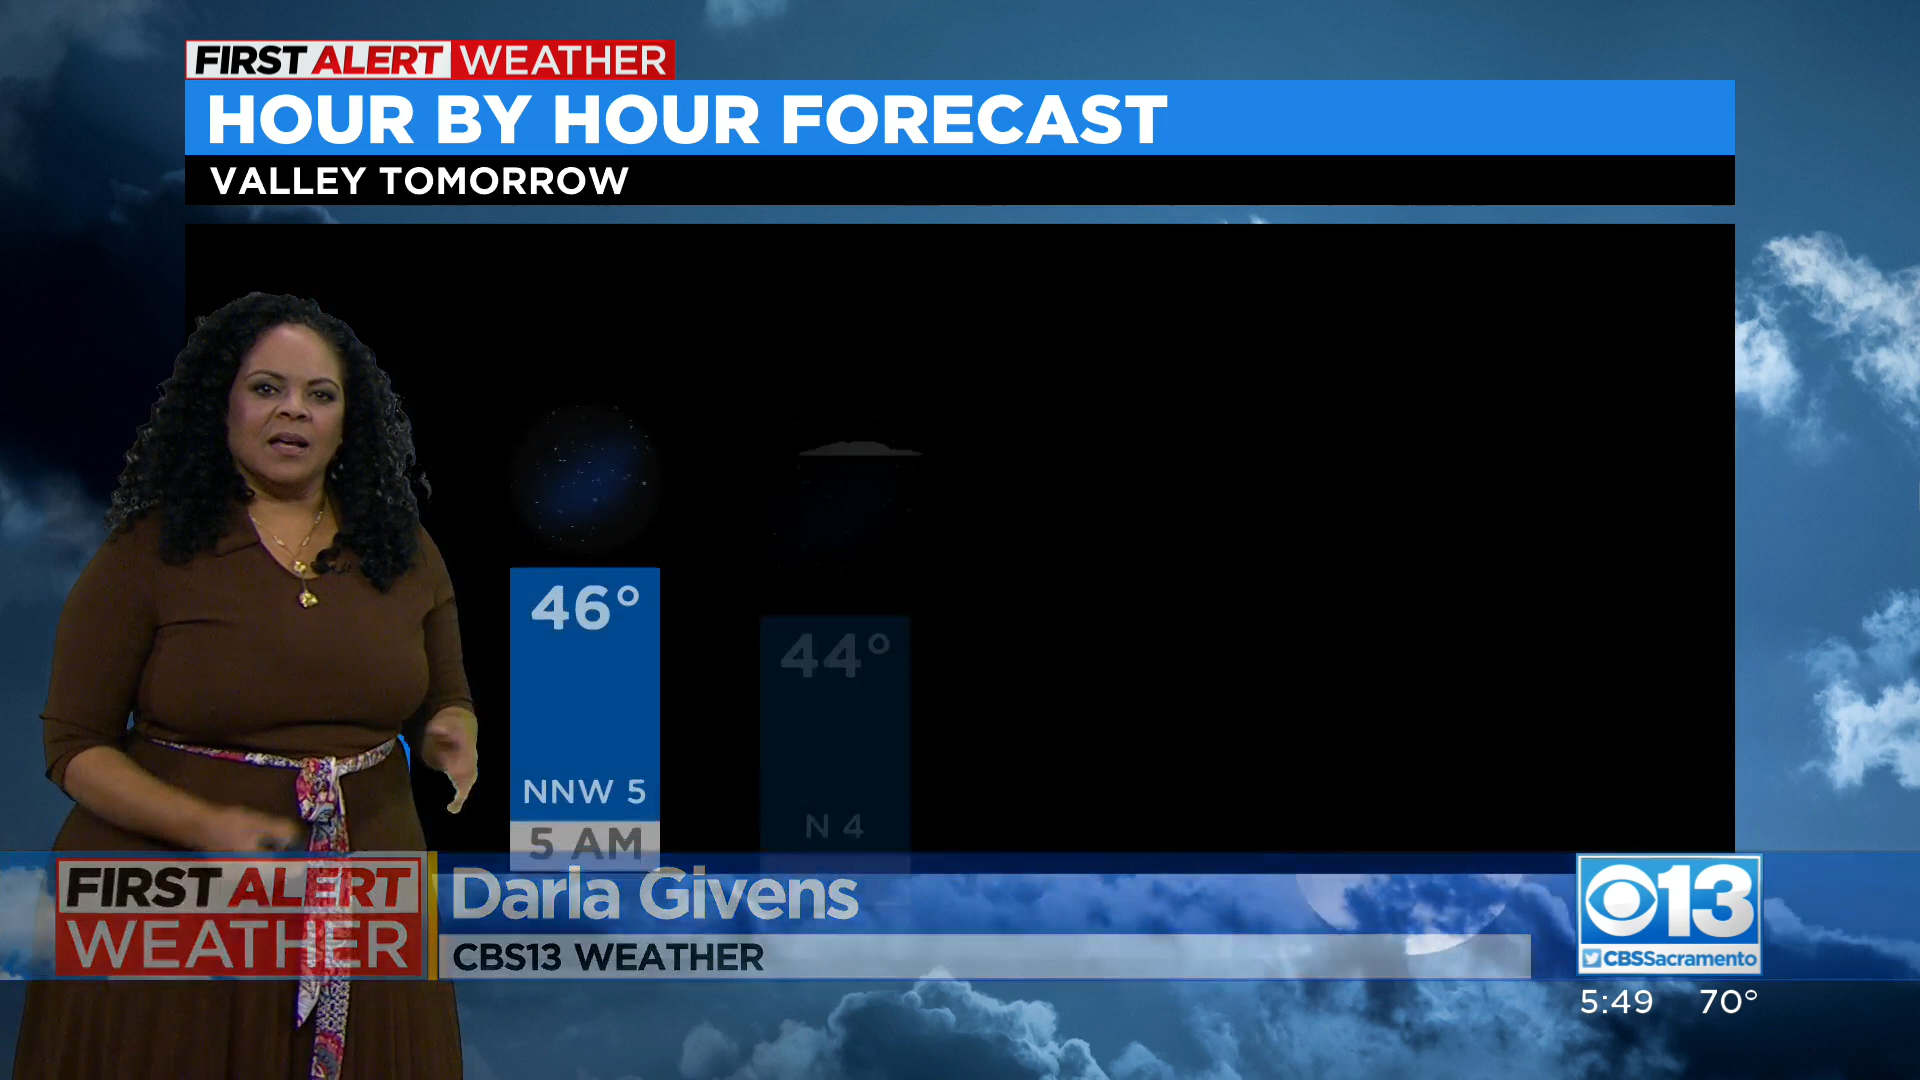 FIRST ALERT WEATHER
HOUR BY HOUR FORECAST
VALLEY TOMORROW
46°
44°
NNW 5
N 4
5 AM
FIRST ALERT
WEATHER
Darla Givens
CBS13 WEATHER
13
CBSSacramento
5:49 70°